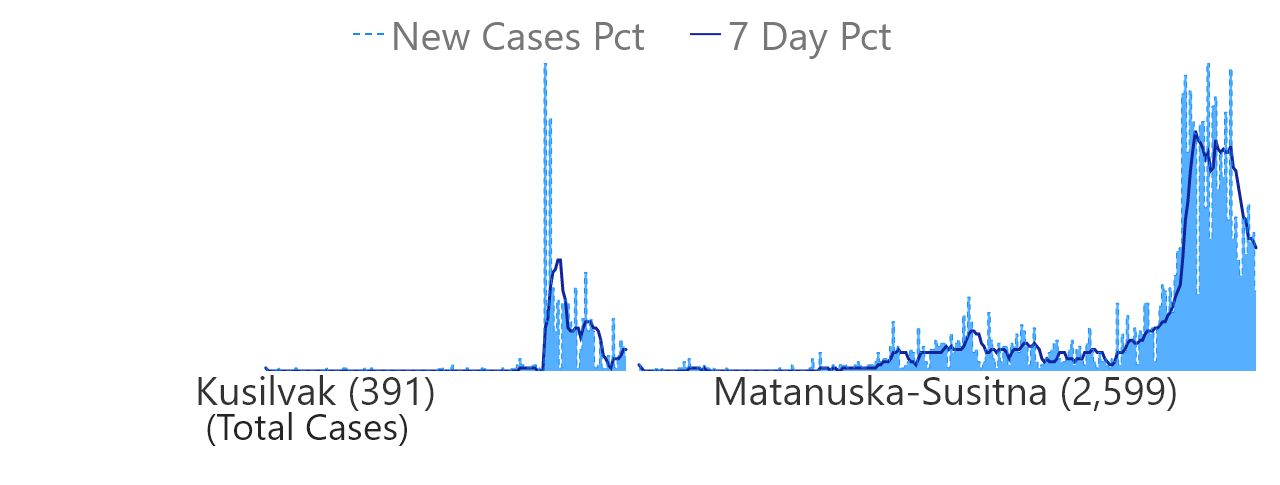 New Cases Pct 7 Day Pct
Kusilvak (391) Matanuska-Susitna (2,599)
(Total Cases)